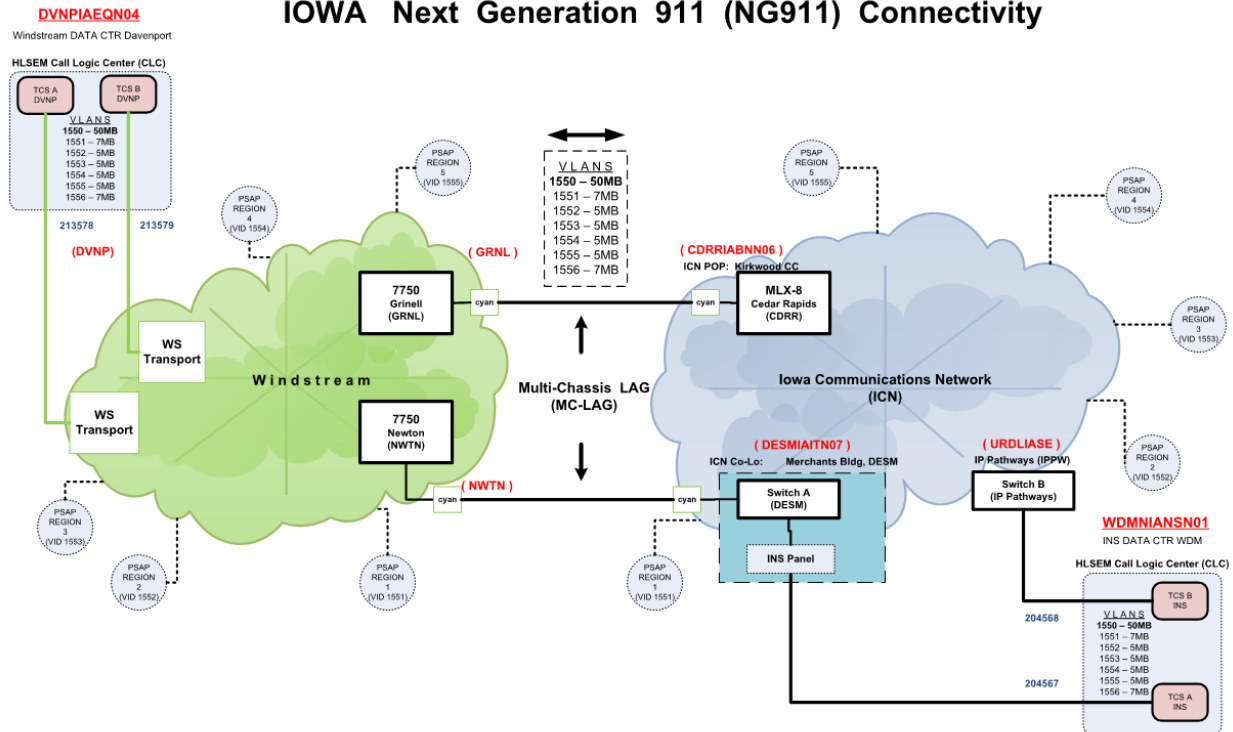 IOWA Next Generation 911 (NG911) Connectivity
DVNPIAEQN04
Windstream DATA CTR Davenport
HLSEM Call Logic Center (CLC)
TCS A
DVNP
TCS B
DVNP
VLANS
1550 – 50MB
1551 – 7MB
1552 – 5MB
1553 – 5MB
1554 – 5MB
1555 – 5MB
1556 – 7MB
213578
213579
(DVNP)
PSAP
REGION
4
(VID 1554)
PSAP
REGION
5
(VID 1555)
VLANS
1550 – 50MB
1551 – 7MB
1552 – 5MB
1553 – 5MB
1554 – 5MB
1555 – 5MB
1556 – 7MB
PSAP
REGION
5
(VID 1555)
PSAP
REGION
4
(VID 1554)
( GRNL )
( CDRRIABNN06 )
ICN POP: Kirkwood CC
7750
Grinell
(GRNL)
cyan
cyan
MLX-8
Cedar Rapids
(CDRR)
PSAP
REGION
3
(VID 1553)
WS
Transport
Windstream
Multi-Chassis LAG
(MC-LAG)
Iowa Communications Network
(ICN)
WS
Transport
7750
Newton
(NWTN)
( DESMIAITN07 )
ICN Co-Lo: Merchants Bldg, DESM
( URDLIASE )
IP Pathways (IPPW)
PSAP
REGION
2
(VID 1552)
( NWTN )
cyan
cyan
Switch A
(DESM)
Switch B
(IP Pathways)
PSAP
REGION
3
(VID 1553)
PSAP
REGION
2
(VID 1552)
PSAP
REGION
1
(VID 1551)
PSAP
REGION
1
(VID 1551)
INS Panel
WDMNIANSN01
INS DATA CTR WDM
HLSEM Call Logic Center (CLC)
TCS B
INS
204568
VLANS
1550 – 50MB
1551 – 7MB
1552 – 5MB
1553 – 5MB
1554 – 5MB
1555 – 5MB
1556 – 7MB
204567
TCS A
INS